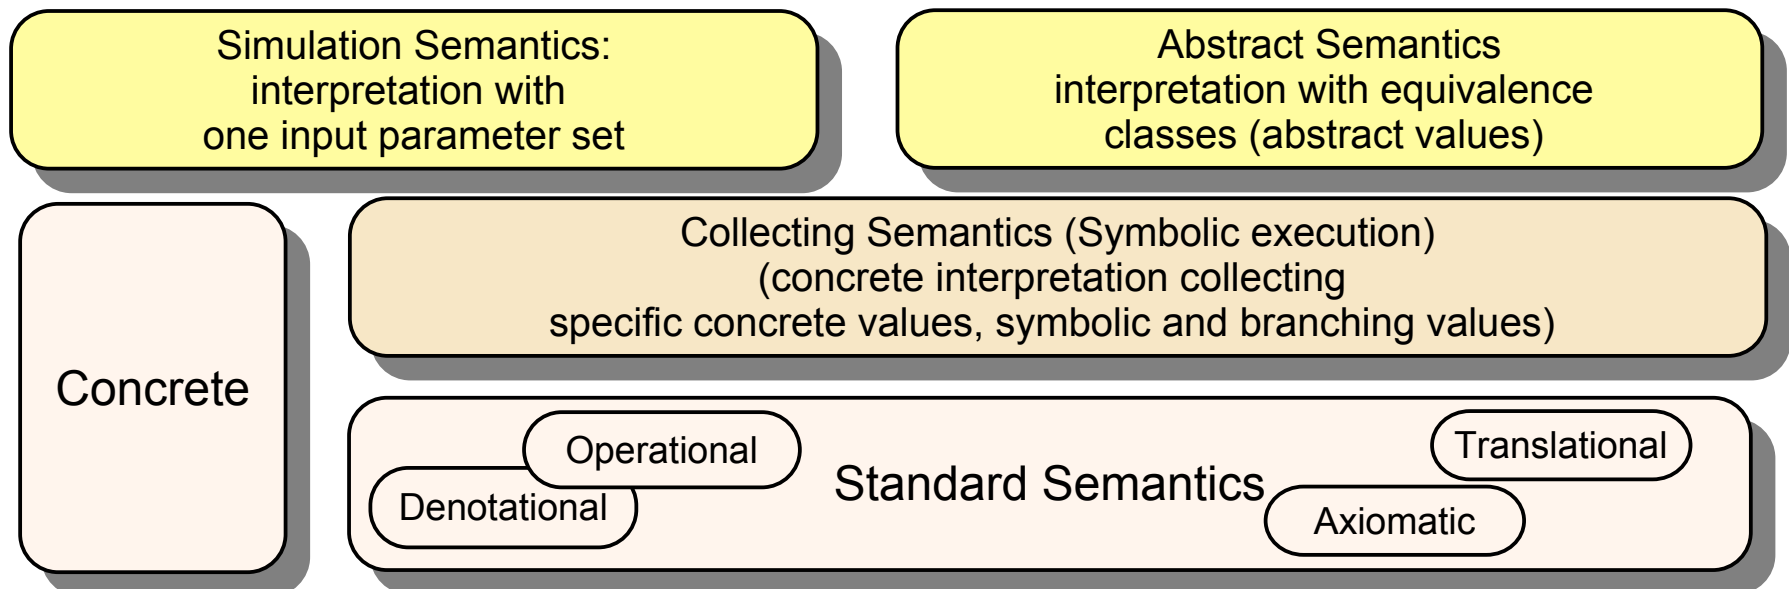 Simulation Semantics:
interpretation with
one input parameter set
Abstract Semantics
interpretation with equivalence
classes (abstract values)
Concrete
Collecting Semantics (Symbolic execution)
(concrete interpretation collecting
specific concrete values, symbolic and branching values)
Operational
Denotational
Standard Semantics
Translational
Axiomatic